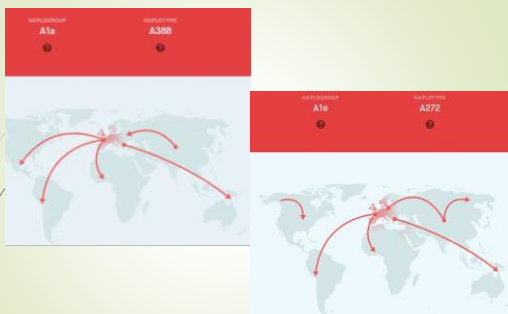 HAPLOGROUP HAPLOTYPE
A1a A388
? ?
HAPLOGROUP HAPLOTYPE
A1e A272
? ?